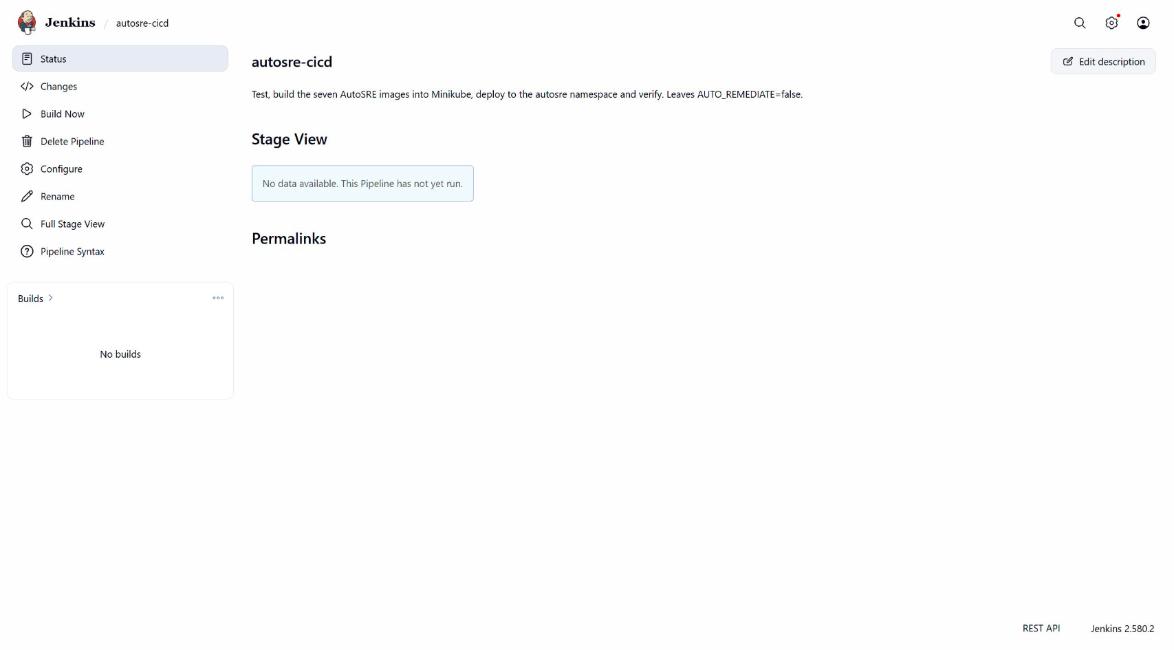 Jenkins / autosre-cicd
Status
Changes
Build Now
Delete Pipeline
Configure
Rename
Full Stage View
Pipeline Syntax
Builds
No builds
autosre-cicd
Edit description
Test, build the seven AutoSRE images into Minikube, deploy to the autosre namespace and verify. Leaves AUTO_REMEDIATE=false.
Stage View
No data available. This Pipeline has not yet run.
Permalinks
REST API
Jenkins 2.580.2